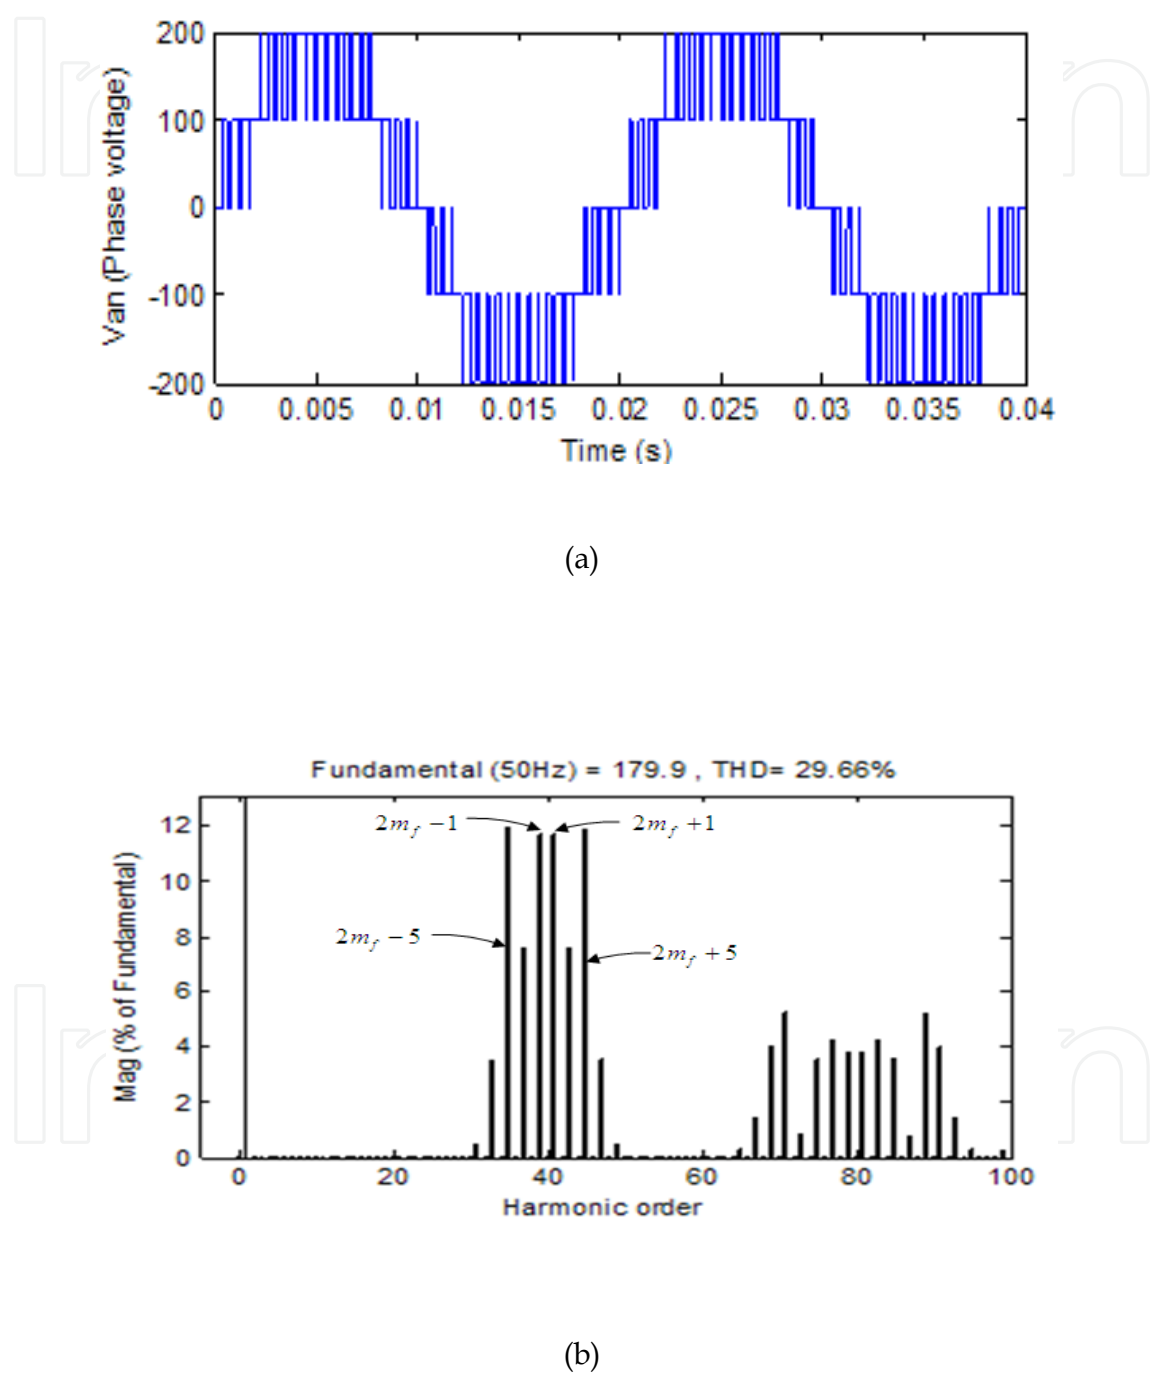 200
100
0
-100
-200
Van (Phase voltage)
0 0.005 0.01 0.015 0.02 0.025 0.03 0.035 0.04
Time (s)
(a)
Fundamental (50Hz) = 179.9 , THD= 29.66%
12
10
8
6
4
2
0
Mag (% of Fundamental)
2m_f −1
2m_f +1
2m_f − 5
2m_f + 5
0 20 40 60 80 100
Harmonic order
(b)